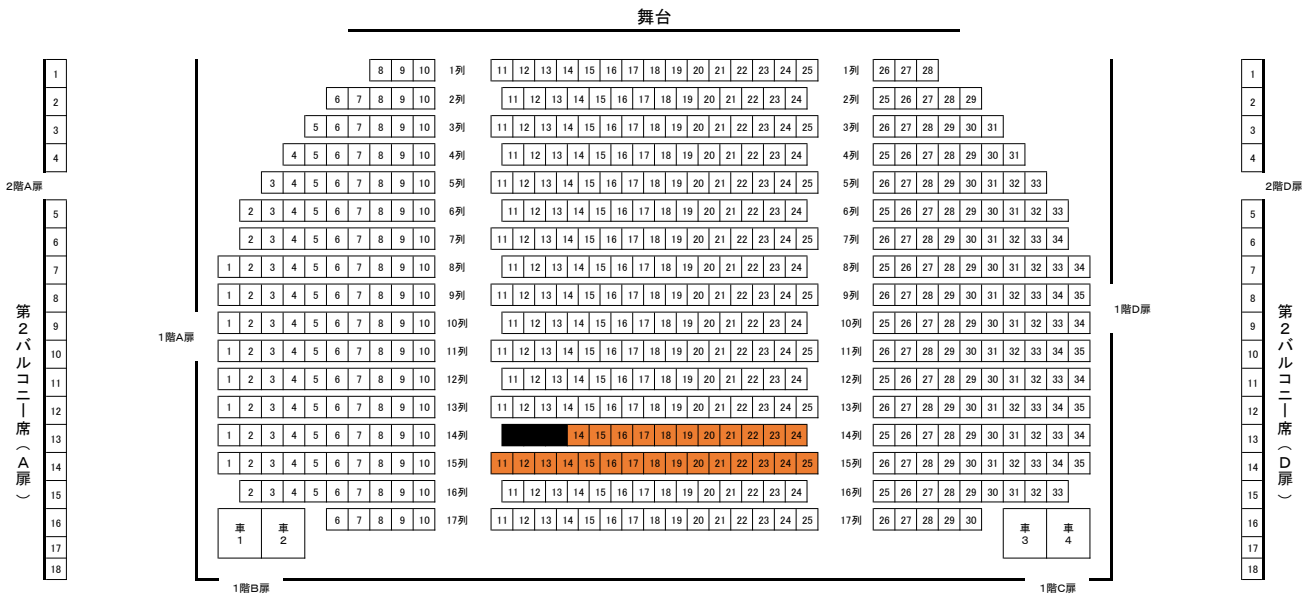 舞台
8 9 10 1列 11 12 13 14 15 16 17 18 19 20 21 22 23 24 25 1列 26 27 28
6 7 8 9 10 2列 11 12 13 14 15 16 17 18 19 20 21 22 23 24 2列 25 26 27 28 29
5 6 7 8 9 10 3列 11 12 13 14 15 16 17 18 19 20 21 22 23 24 25 3列 26 27 28 29 30 31
4 5 6 7 8 9 10 4列 11 12 13 14 15 16 17 18 19 20 21 22 23 24 4列 25 26 27 28 29 30 31
3 4 5 6 7 8 9 10 5列 11 12 13 14 15 16 17 18 19 20 21 22 23 24 25 5列 26 27 28 29 30 31 32 33
2 3 4 5 6 7 8 9 10 6列 11 12 13 14 15 16 17 18 19 20 21 22 23 24 6列 25 26 27 28 29 30 31 32 33
2 3 4 5 6 7 8 9 10 7列 11 12 13 14 15 16 17 18 19 20 21 22 23 24 25 7列 26 27 28 29 30 31 32 33 34
1 2 3 4 5 6 7 8 9 10 8列 11 12 13 14 15 16 17 18 19 20 21 22 23 24 8列 25 26 27 28 29 30 31 32 33 34
1 2 3 4 5 6 7 8 9 10 9列 11 12 13 14 15 16 17 18 19 20 21 22 23 24 25 9列 26 27 28 29 30 31 32 33 34 35
1 2 3 4 5 6 7 8 9 10 10列 11 12 13 14 15 16 17 18 19 20 21 22 23 24 10列 25 26 27 28 29 30 31 32 33 34
1 2 3 4 5 6 7 8 9 10 11列 11 12 13 14 15 16 17 18 19 20 21 22 23 24 25 11列 26 27 28 29 30 31 32 33 34 35
1 2 3 4 5 6 7 8 9 10 12列 11 12 13 14 15 16 17 18 19 20 21 22 23 24 12列 25 26 27 28 29 30 31 32 33 34
1 2 3 4 5 6 7 8 9 10 13列 11 12 13 14 15 16 17 18 19 20 21 22 23 24 25 13列 26 27 28 29 30 31 32 33 34 35
1 2 3 4 5 6 7 8 9 10 14列 14 15 16 17 18 19 20 21 22 23 24 14列 25 26 27 28 29 30 31 32 33 34
1 2 3 4 5 6 7 8 9 10 15列 11 12 13 14 15 16 17 18 19 20 21 22 23 24 25 15列 26 27 28 29 30 31 32 33 34 35
2 3 4 5 6 7 8 9 10 16列 11 12 13 14 15 16 17 18 19 20 21 22 23 24 16列 25 26 27 28 29 30 31 32 33
車1 車2 6 7 8 9 10 17列 11 12 13 14 15 16 17 18 19 20 21 22 23 24 25 17列 26 27 28 29 30 車3 車4
1階A扉
1階D扉
1階B扉
1階C扉
第2バルコニー席(A扉)
1
2
3
4
2階A扉
5
6
7
8
9
10
11
12
13
14
15
16
17
18
第2バルコニー席(D扉)
1
2
3
4
2階D扉
5
6
7
8
9
10
11
12
13
14
15
16
17
18